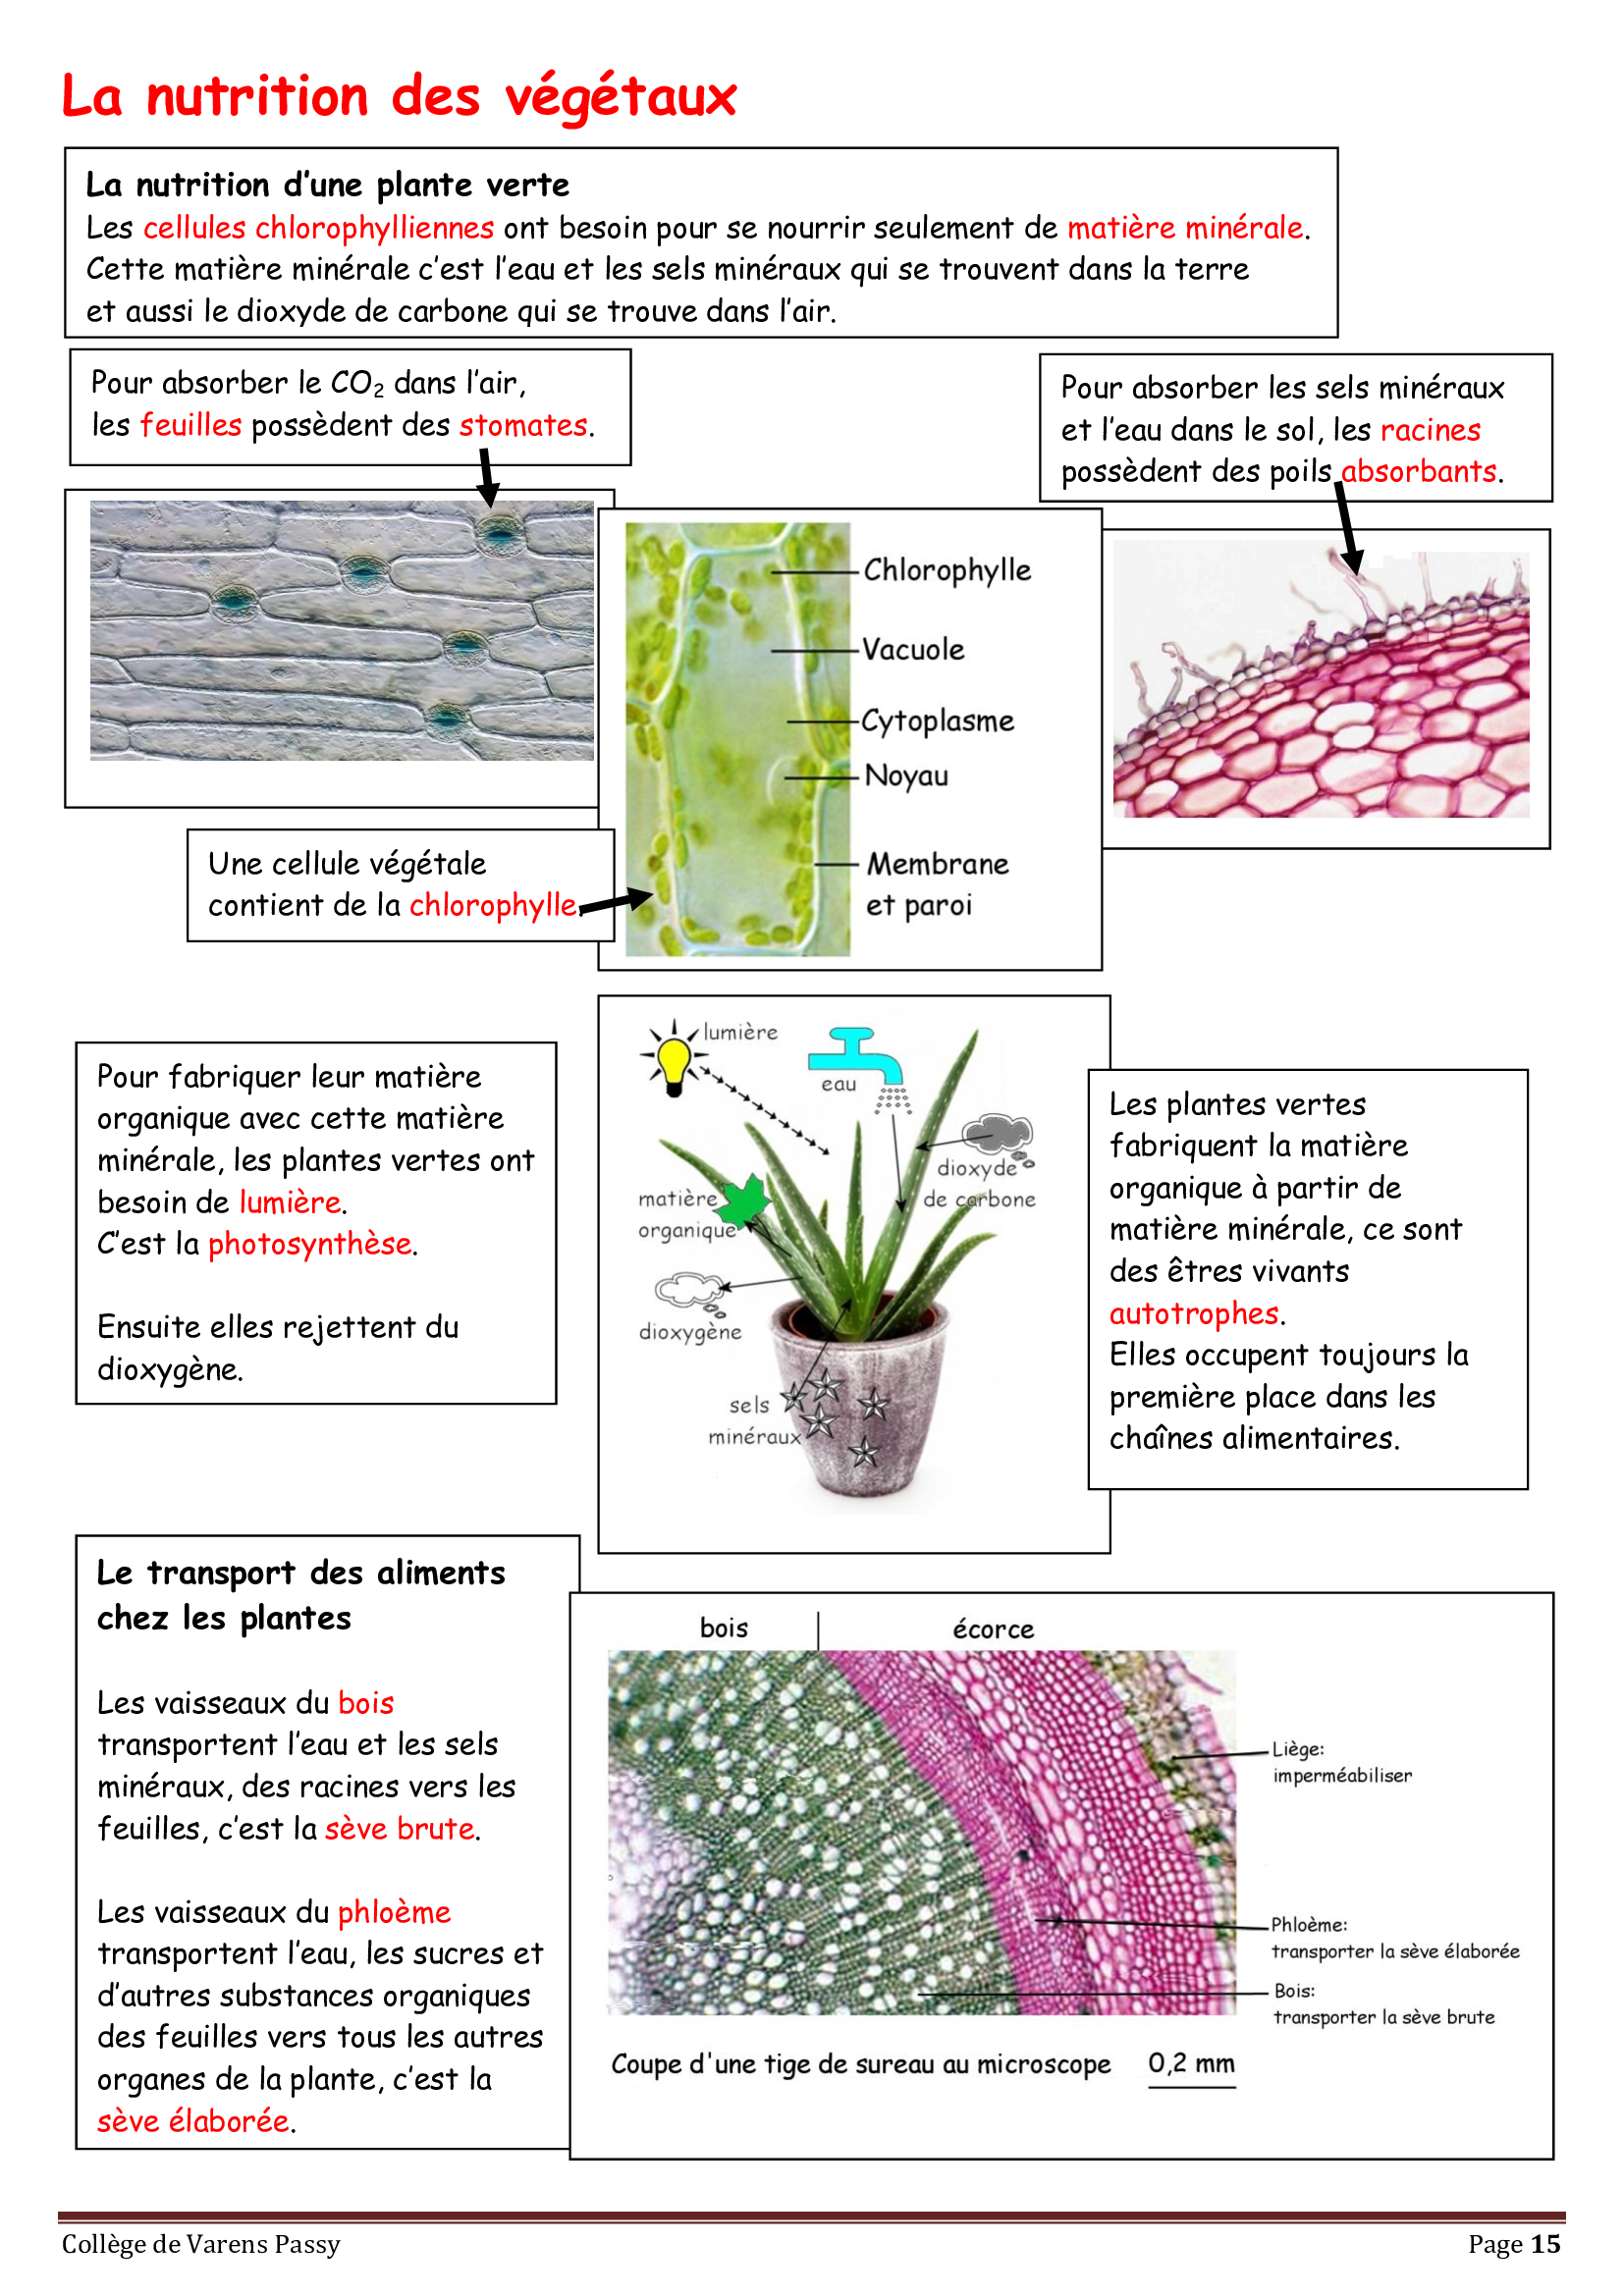 La nutrition des végétaux
La nutrition d’une plante verte
Les cellules chlorophylliennes ont besoin pour se nourrir seulement de matière minérale.
Cette matière minérale c’est l’eau et les sels minéraux qui se trouvent dans la terre
et aussi le dioxyde de carbone qui se trouve dans l’air.
Pour absorber le CO₂ dans l’air,
les feuilles possèdent des stomates.
Pour absorber les sels minéraux
et l’eau dans le sol, les racines
possèdent des poils absorbants.
Chlorophylle
Vacuole
Cytoplasme
Noyau
Membrane
et paroi
Une cellule végétale
contient de la chlorophylle.
Pour fabriquer leur matière
organique avec cette matière
minérale, les plantes vertes ont
besoin de lumière.
C’est la photosynthèse.
Ensuite elles rejettent du
dioxygène.
lumière
eau
dioxyde
de carbone
matière
organique
dioxygène
sels
minéraux
Les plantes vertes
fabriquent la matière
organique à partir de
matière minérale, ce sont
des êtres vivants
autotrophes.
Elles occupent toujours la
première place dans les
chaînes alimentaires.
Le transport des aliments
chez les plantes
Les vaisseaux du bois
transportent l’eau et les sels
minéraux, des racines vers les
feuilles, c’est la sève brute.
Les vaisseaux du phloème
transportent l’eau, les sucres et
d’autres substances organiques
des feuilles vers tous les autres
organes de la plante, c’est la
sève élaborée.
bois
écorce
Liège:
imperméabiliser
Phloème:
transporter la sève élaborée
Bois:
transporter la sève brute
Coupe d'une tige de sureau au microscope 0,2 mm
Collège de Varens Passy Page 15